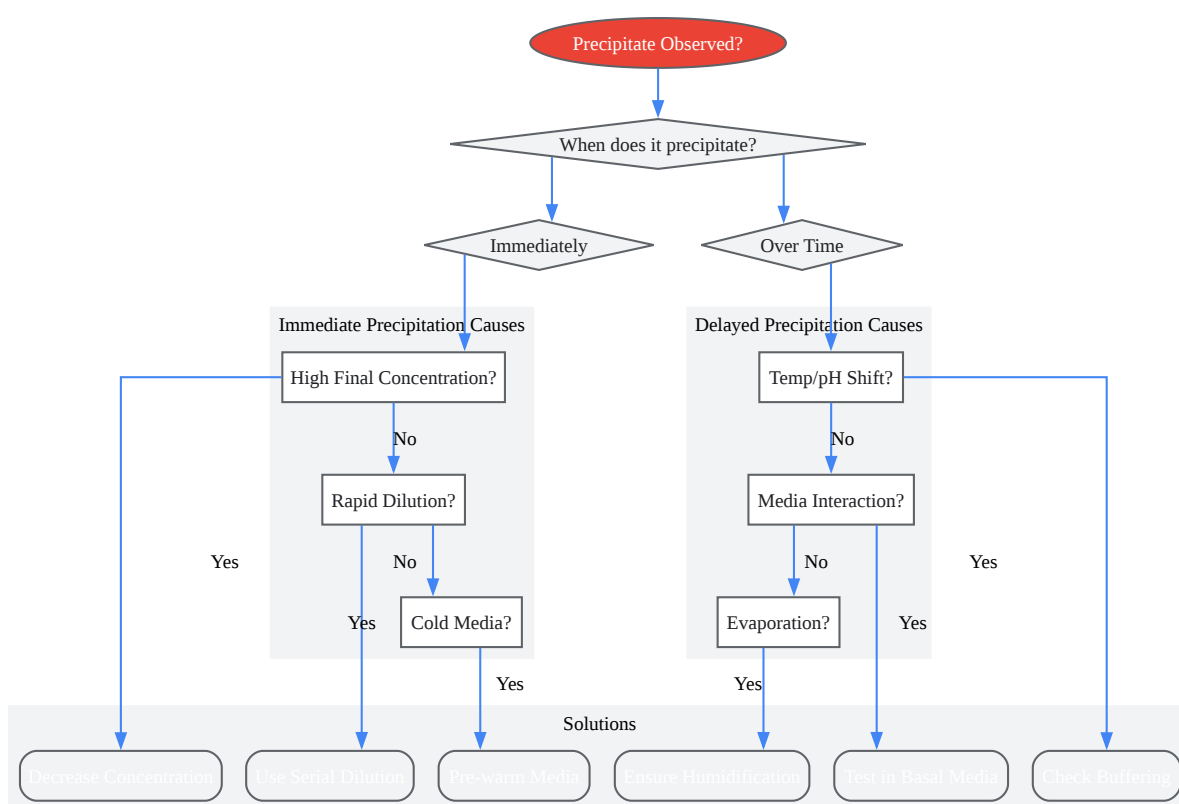 Precipitate Observed?
When does it precipitate?
Immediately
Over Time
Immediate Precipitation Causes
Delayed Precipitation Causes
High Final Concentration?
Temp/pH Shift?
No
No
Rapid Dilution?
Media Interaction?
Yes
No
No
Yes
Cold Media?
Evaporation?
Yes
Yes
Yes
Yes
Solutions
Decrease Concentration
Use Serial Dilution
Pre-warm Media
Ensure Humidification
Test in Basal Media
Check Buffering